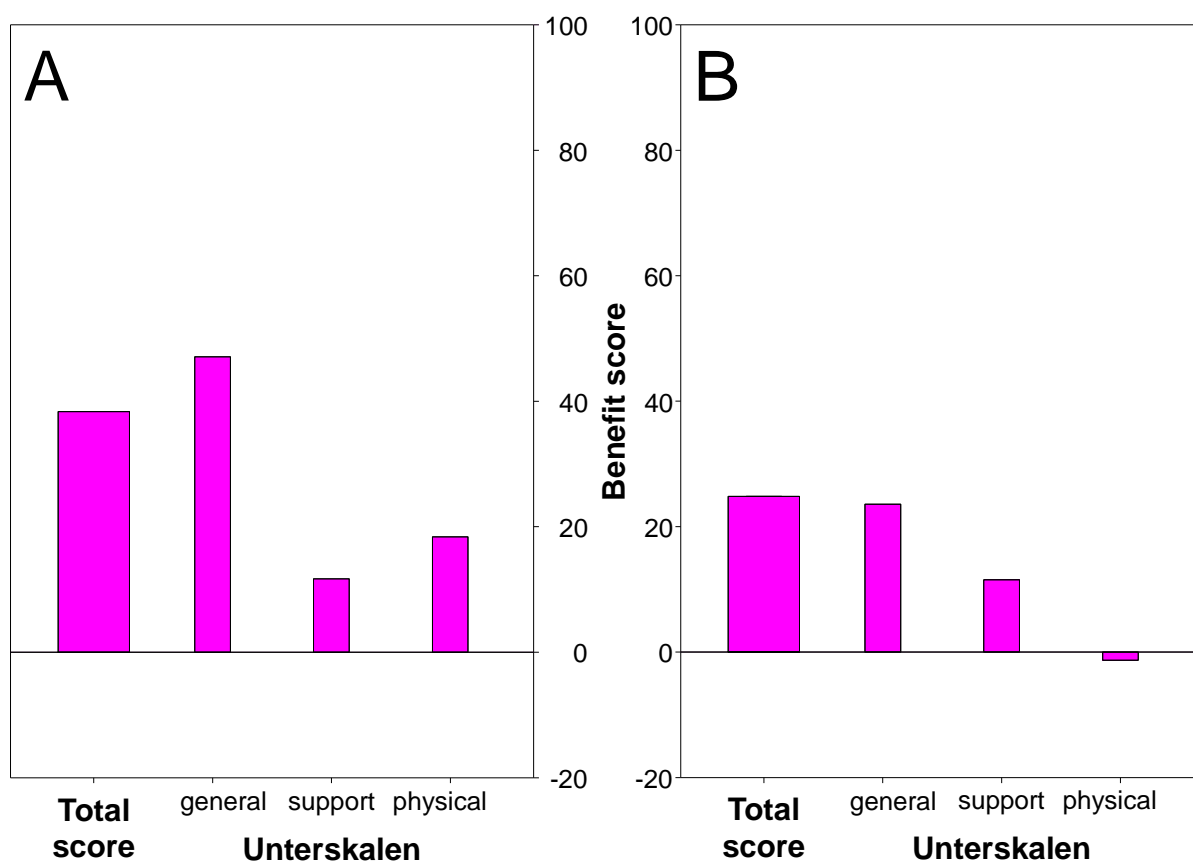 A
100
80
60
40
20
0
-20
Total
score
general
support
physical
Unterskalen
Benefit score
B
100
80
60
40
20
0
-20
Total
score
general
support
physical
Unterskalen